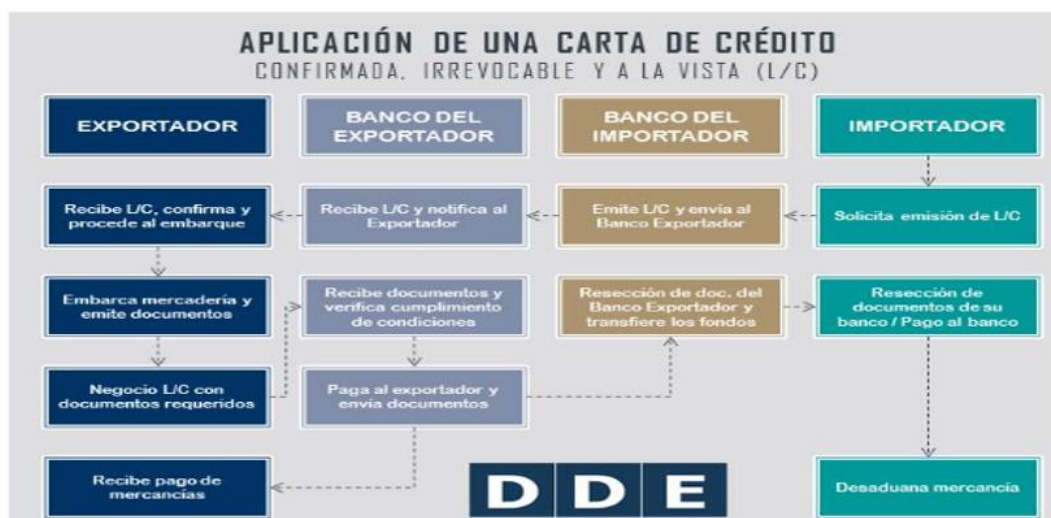 APLICACIÓN DE UNA CARTA DE CRÉDITO
CONFIRMADA, IRREVOCABLE Y A LA VISTA (L/C)
EXPORTADOR
BANCO DEL
EXPORTADOR
BANCO DEL
IMPORTADOR
IMPORTADOR
Recibe L/C, confirma y
procede al embarque
Recibe L/C y notifica al
Exportador
Emite L/C y envía al
Banco Exportador
Solicita emisión de L/C
Embarca mercadería y
emite documentos
Recibe documentos y
verifica cumplimiento
de condiciones
Resección de doc. del
Banco Exportador y
transfiere los fondos
Resección de
documentos de su
banco / Pago al banco
Negocio L/C con
documentos requeridos
Paga al exportador y
envía documentos
Recibe pago de
mercancías
DDE
Desaduana mercancía